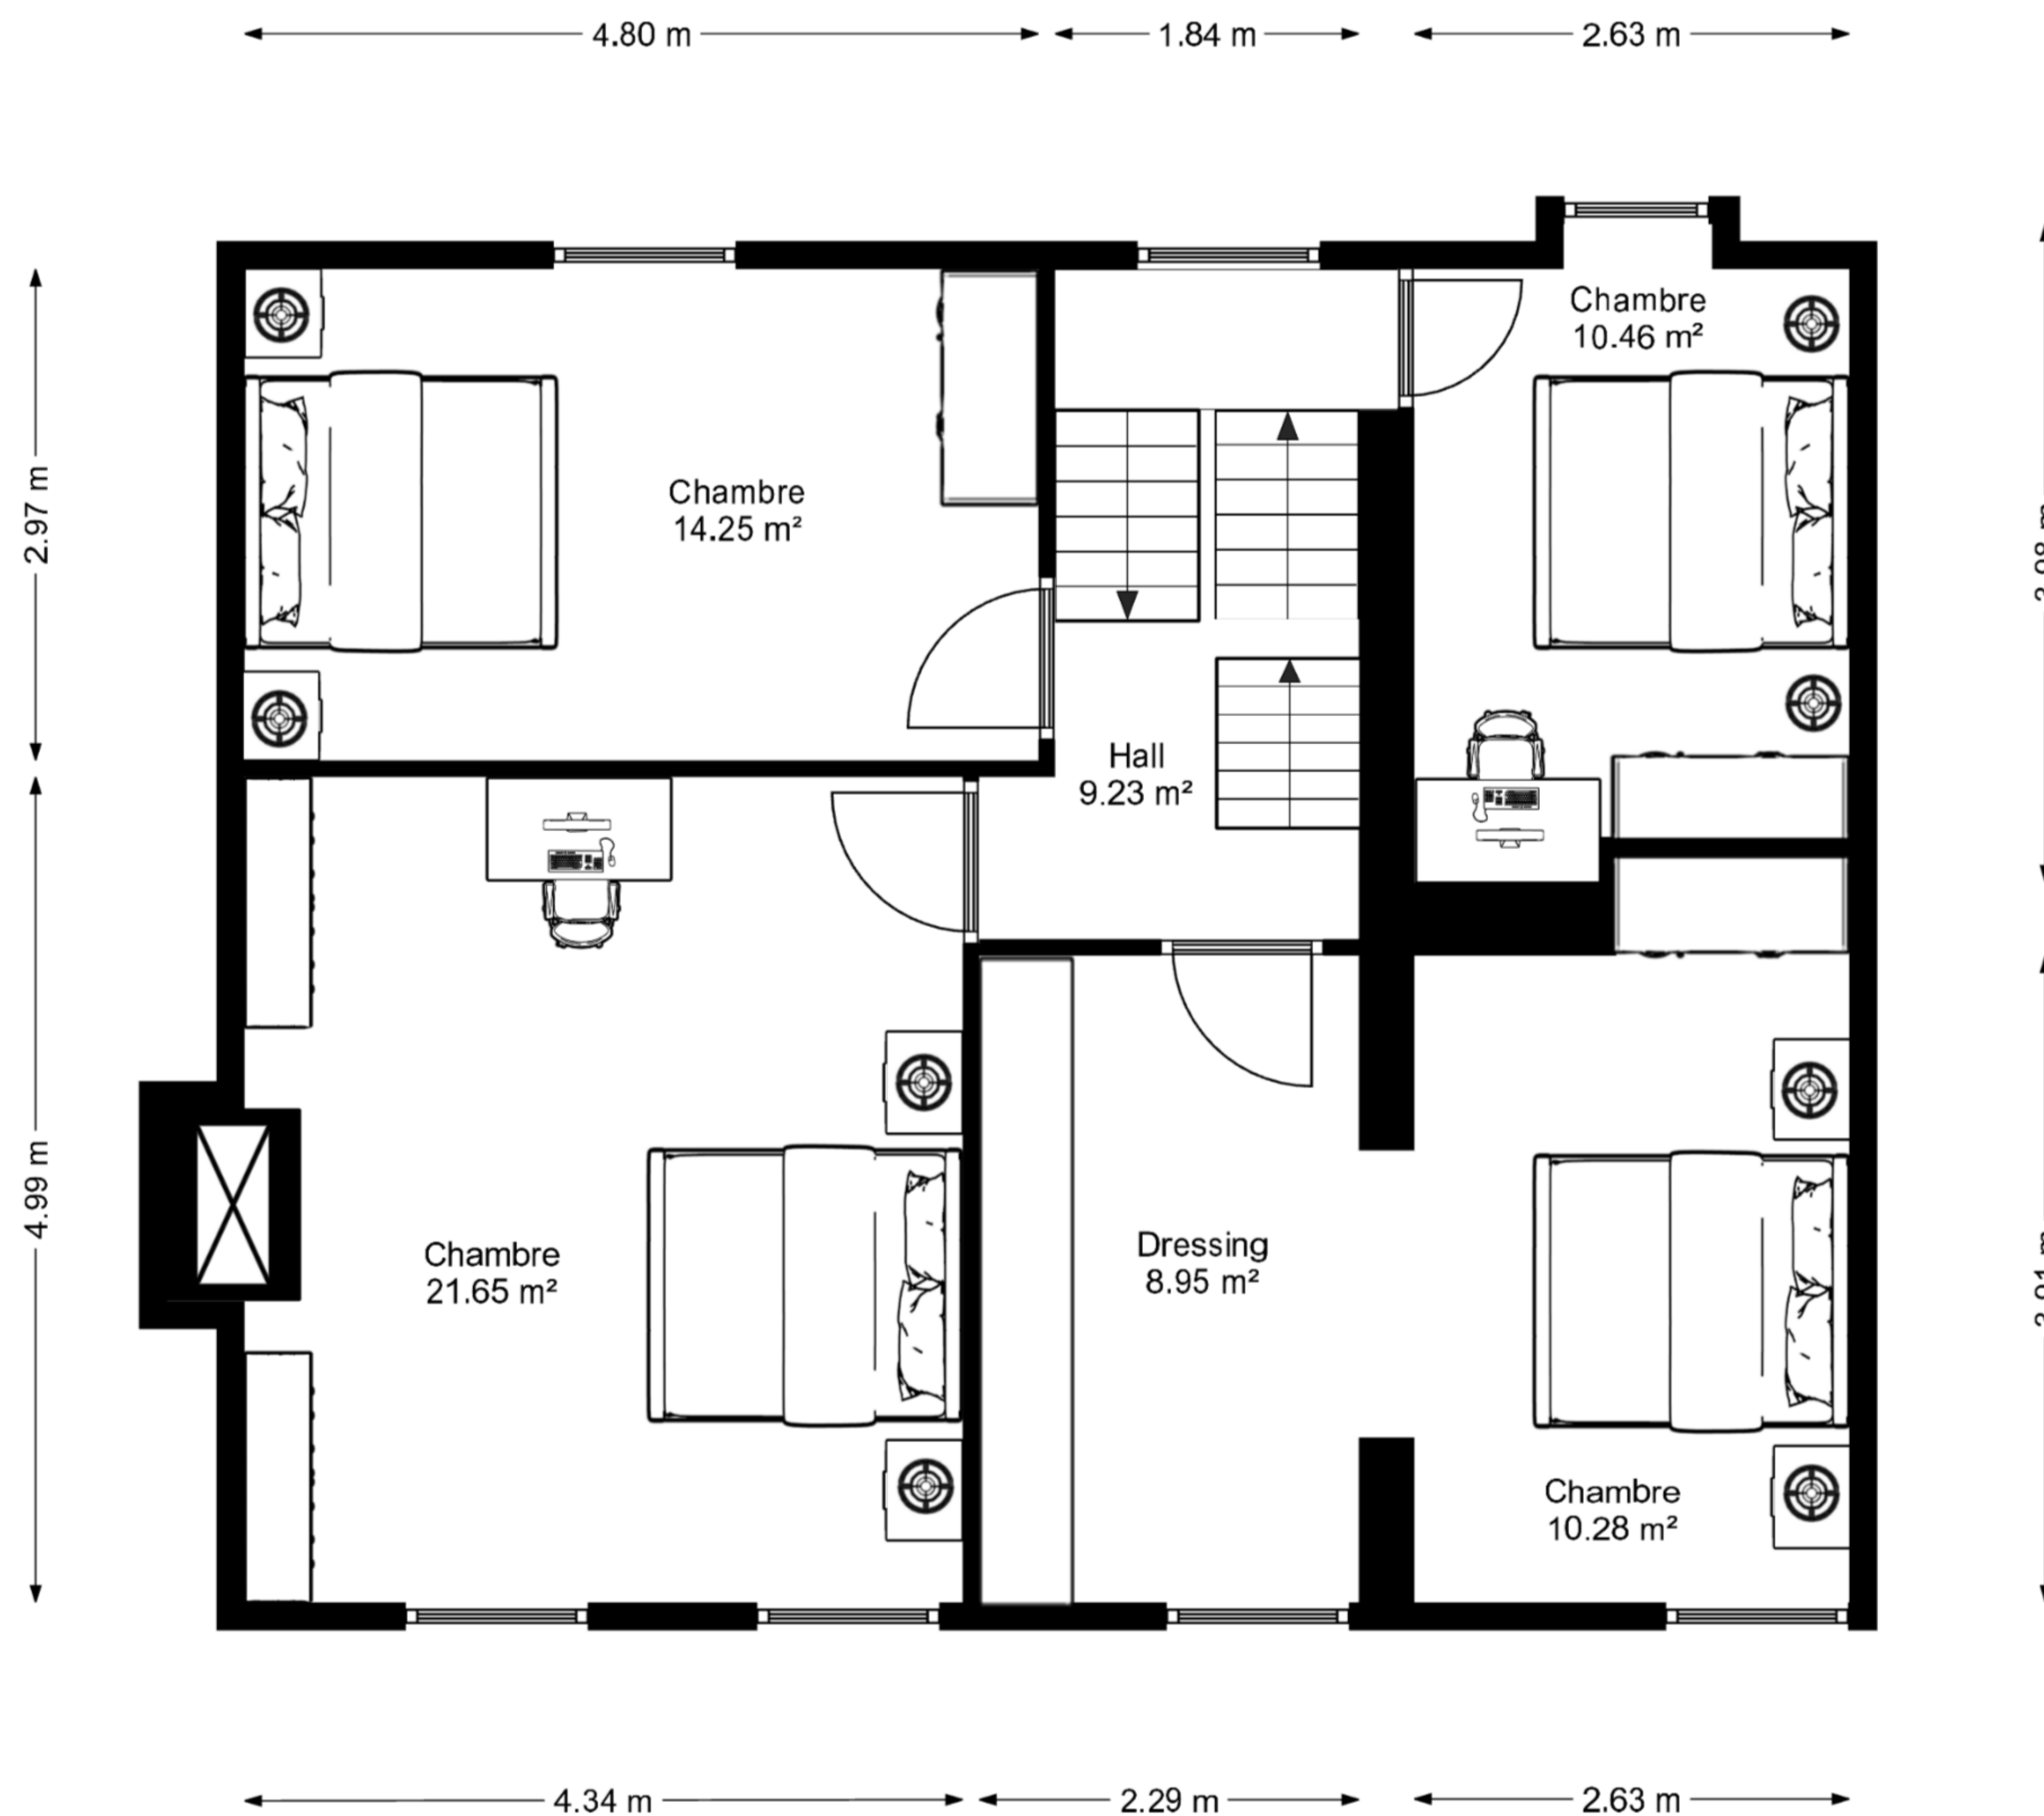 4.80 m
1.84 m
2.63 m
Chambre
10.46 m²
2.97 m
Chambre
14.25 m²
Hall
9.23 m²
4.99 m
Chambre
21.65 m²
Dressing
8.95 m²
Chambre
10.28 m²
4.34 m
2.29 m
2.63 m